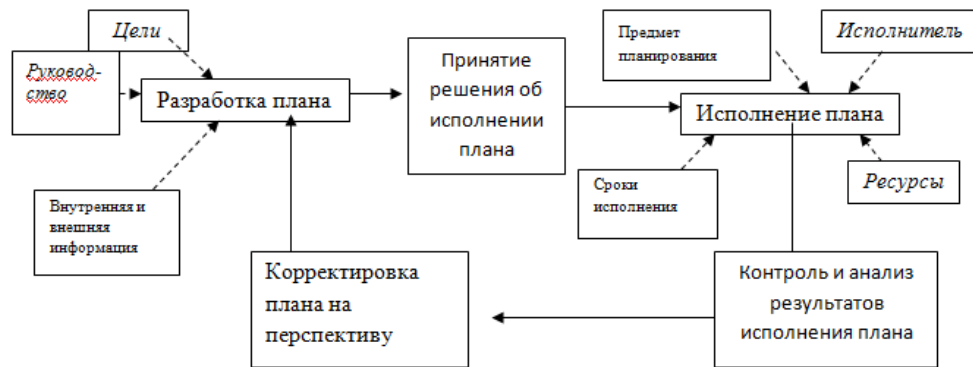 Цели
Руковод-
ство
Разработка плана
Внутренняя и
внешняя
информация
Принятие
решения об
исполнении
плана
Предмет
планирования
Исполнитель
Исполнение плана
Сроки
исполнения
Ресурсы
Корректировка
плана на
перспективу
Контроль и анализ
результатов
исполнения плана